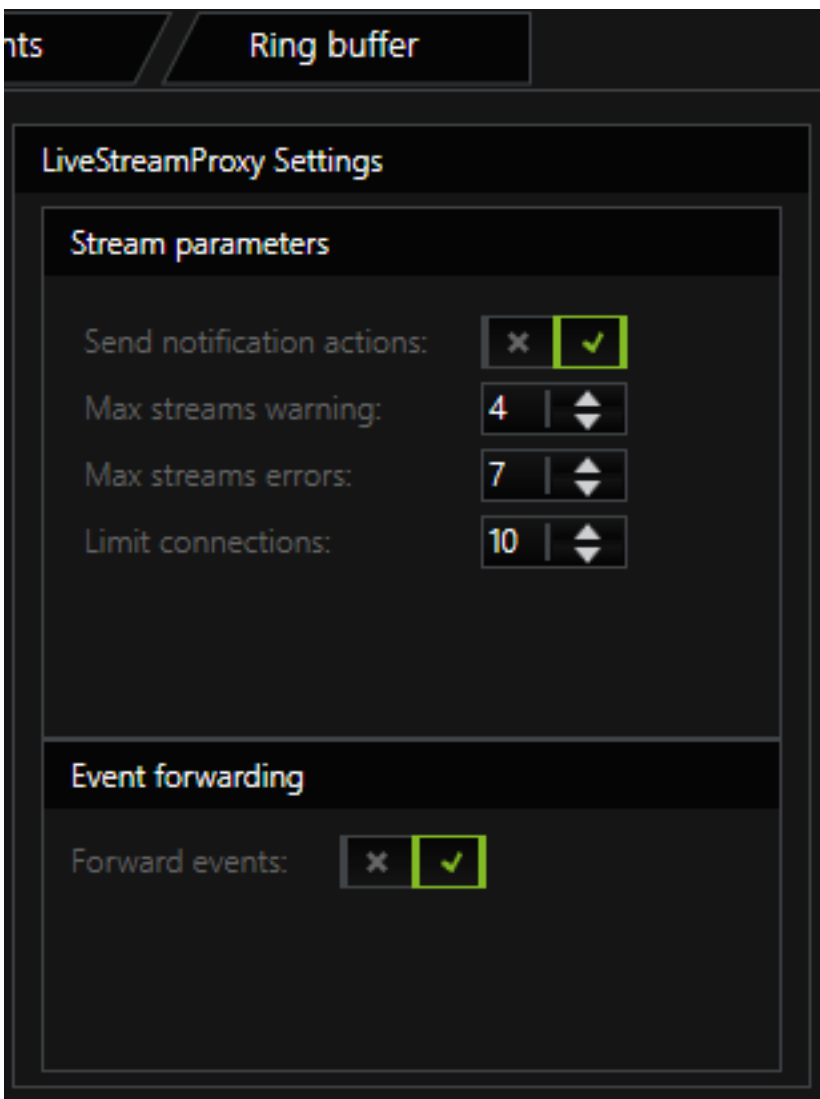 nts
Ring buffer
LiveStreamProxy Settings
Stream parameters
Send notification actions:
Max streams warning: 4
Max streams errors: 7
Limit connections: 10
Event forwarding
Forward events: